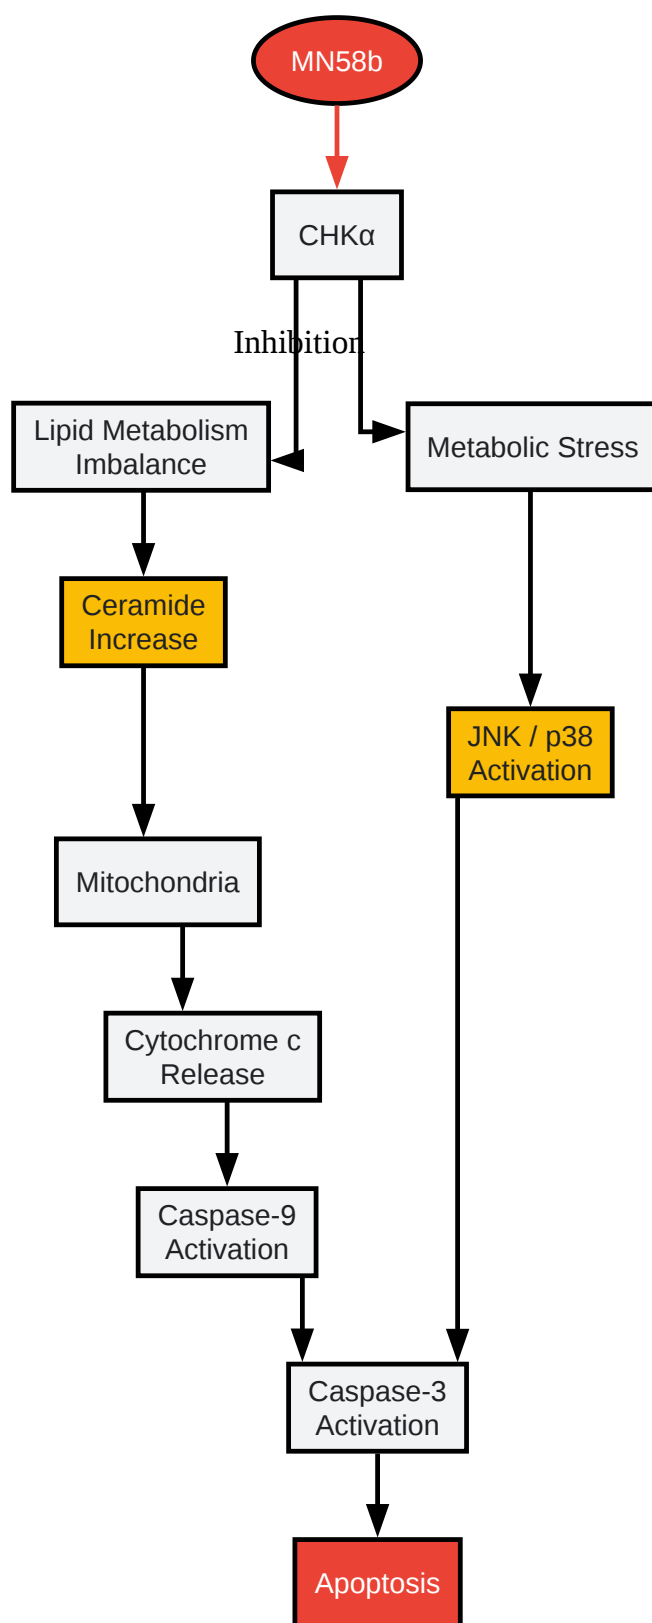 MN58b
CHKα
Inhibition
Lipid Metabolism
Imbalance
Metabolic Stress
Ceramide
Increase
JNK / p38
Activation
Mitochondria
Cytochrome c
Release
Caspase-9
Activation
Caspase-3
Activation
Apoptosis